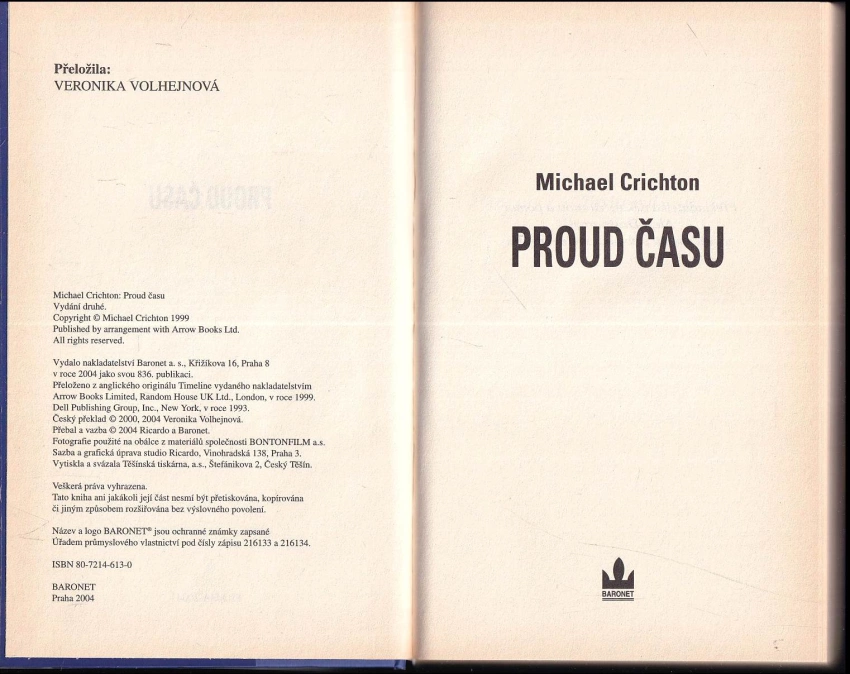 Přeložila:
VERONIKA VOLHEJNOVÁ
Michael Crichton: Proud času
Vydání druhé.
Copyright © Michael Crichton 1999
Published by arrangement with Arrow Books Ltd.
All rights reserved.
Vydalo nakladatelství Baronet a. s., Křižíkova 16, Praha 8
v roce 2004 jako svou 836. publikaci.
Přeloženo z anglického originálu Timeline vydaného nakladatelstvím
Arrow Books Limited, Random House UK Ltd., London, v roce 1999.
Dell Publishing Group, Inc., New York, v roce 1993.
Český překlad © 2000, 2004 Veronika Volhejnová.
Přebal a vazba © 2004 Ricardo a Baronet.
Fotografie použité na obálce z materiálů společnosti BONTONFILM a.s.
Sazba a grafická úprava studio Ricardo, Vinohradská 138, Praha 3.
Vytiskla a svázala Těšínská tiskárna, a.s., Štefánikova 2, Český Těšín.
Veškerá práva vyhrazena.
Tato kniha ani jakákoli její část nesmí být přetiskována, kopírována
či jiným způsobem rozšiřována bez výslovného povolení.
Název a logo BARONET® jsou ochranné známky zapsané
Úřadem průmyslového vlastnictví pod čísly zápisu 216133 a 216134.
ISBN 80-7214-613-0
BARONET
Praha 2004
Michael Crichton
PROUD ČASU
BARONET